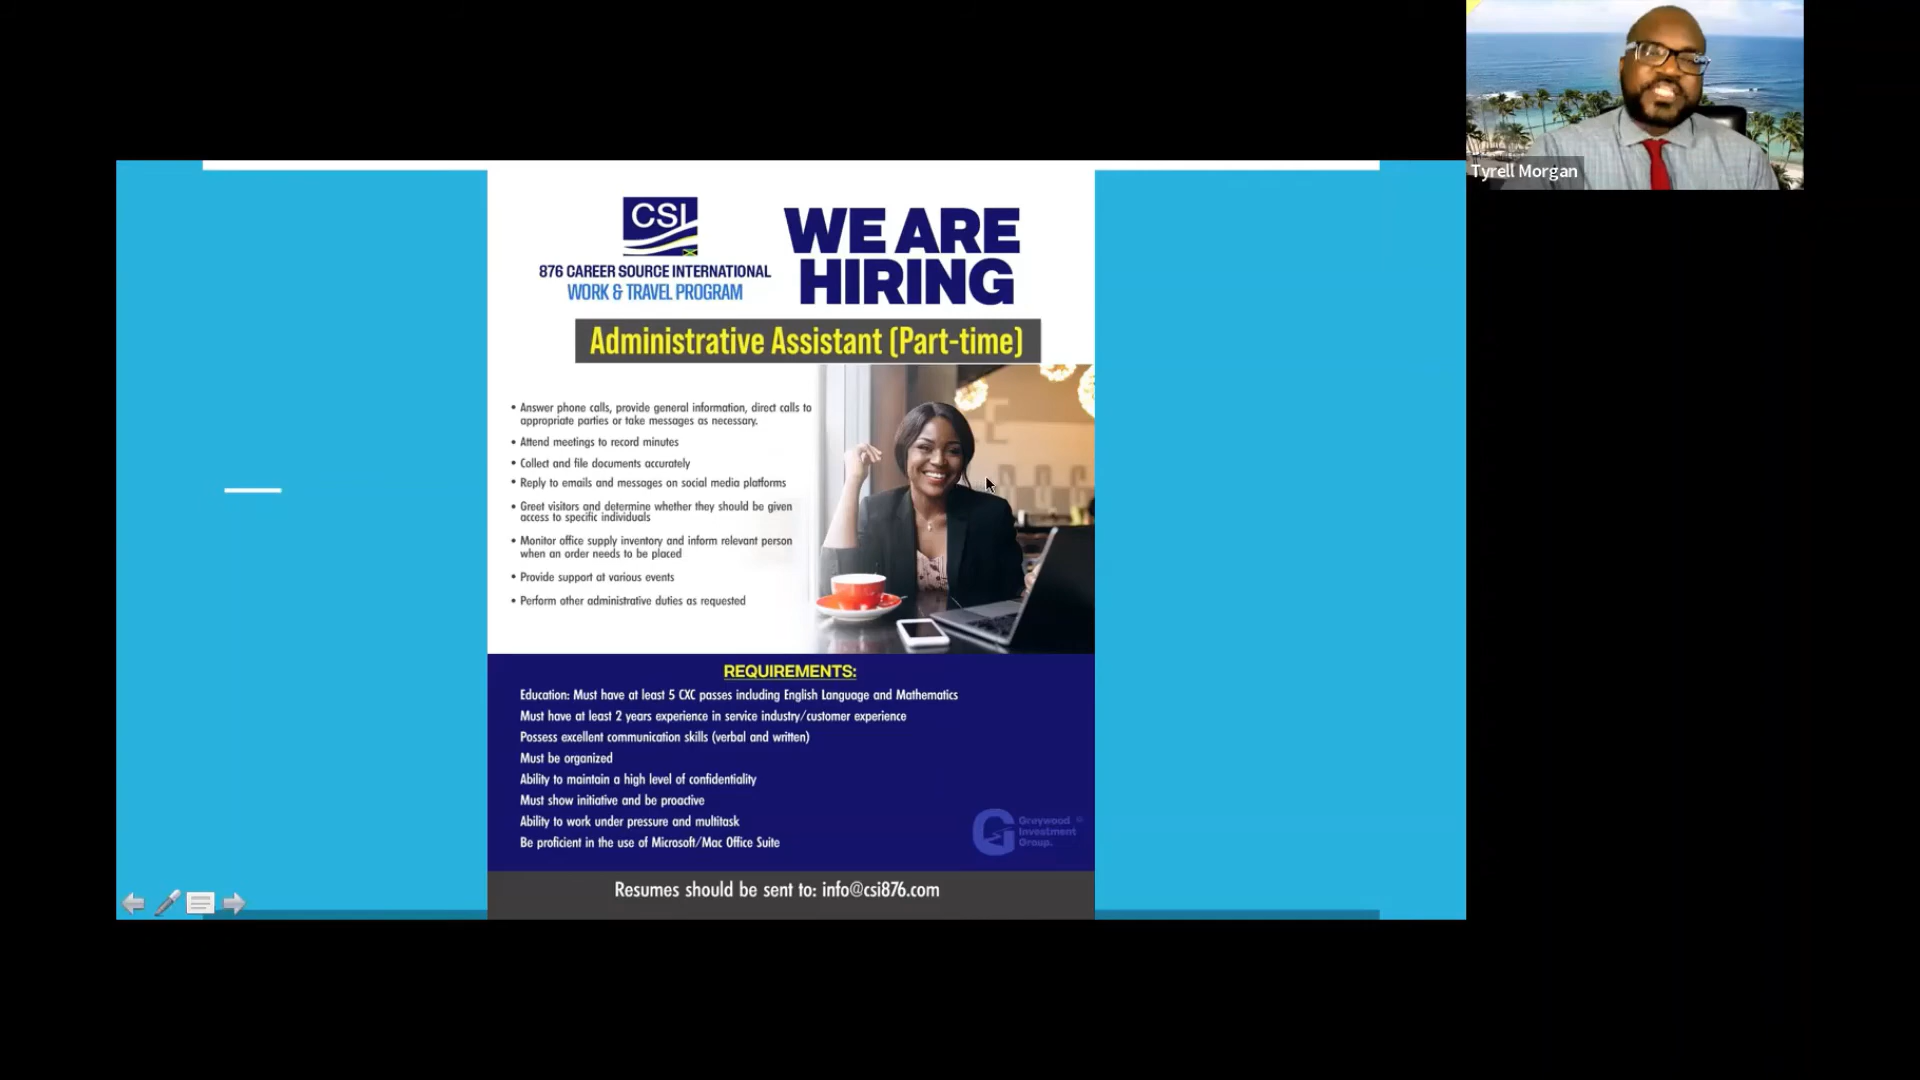 Tyrell Morgan
CSI
876 CAREER SOURCE INTERNATIONAL
WORK & TRAVEL PROGRAM
WE ARE
HIRING
Administrative Assistant (Part-time)
• Answer phone calls, provide general information, direct calls to
appropriate parties or take messages as necessary.
• Attend meetings to record minutes
• Collect and file documents accurately
• Reply to emails and messages on social media platforms
• Greet visitors and determine whether they should be given
access to specific individuals
• Monitor office supply inventory and inform relevant person
when an order needs to be placed
• Provide support at various events
• Perform other administrative duties as requested
REQUIREMENTS:
Education: Must have at least 5 CXC passes including English Language and Mathematics
Must have at least 2 years experience in service industry/customer experience
Possess excellent communication skills (verbal and written)
Must be organized
Ability to maintain a high level of confidentiality
Must show initiative and be proactive
Ability to work under pressure and multitask
Be proficient in the use of Microsoft/Mac Office Suite
G
Greywood
Investment
Group.
Resumes should be sent to: info@csi876.com